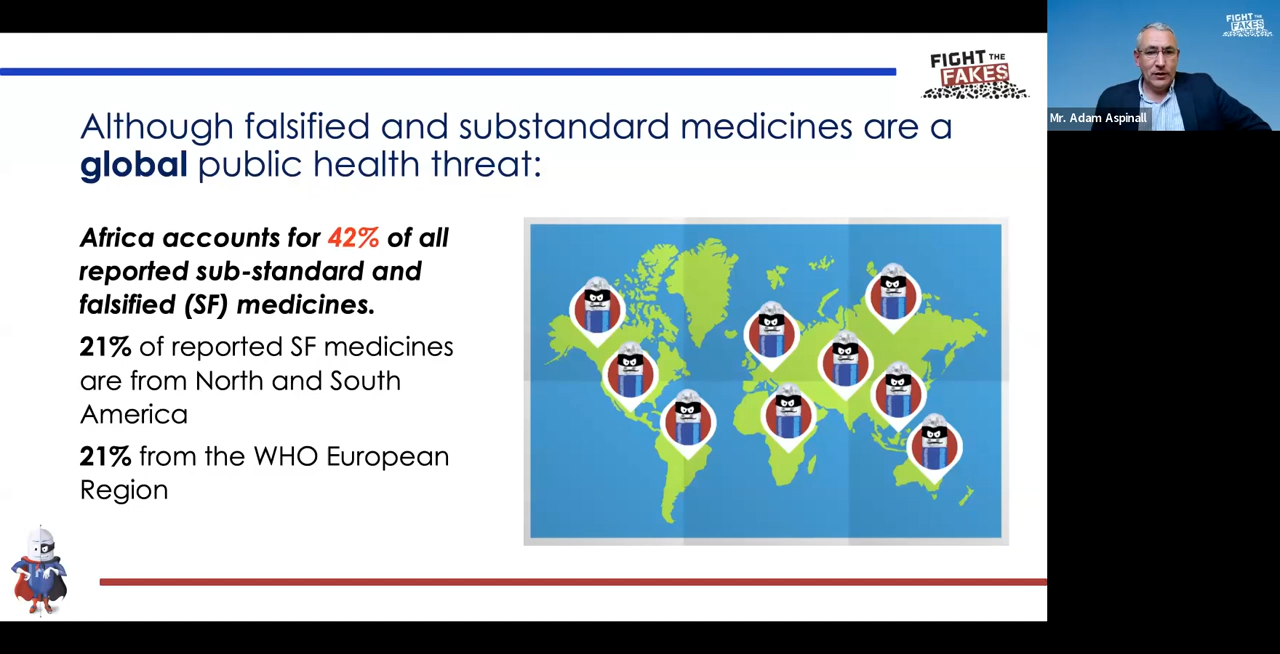 FIGHT THE
FAKES
Although falsified and substandard medicines are a
global public health threat:
Africa accounts for 42% of all
reported sub-standard and
falsified (SF) medicines.
21% of reported SF medicines
are from North and South
America
21% from the WHO European
Region
FIGHT THE
FAKES
Mr. Adam Aspinall